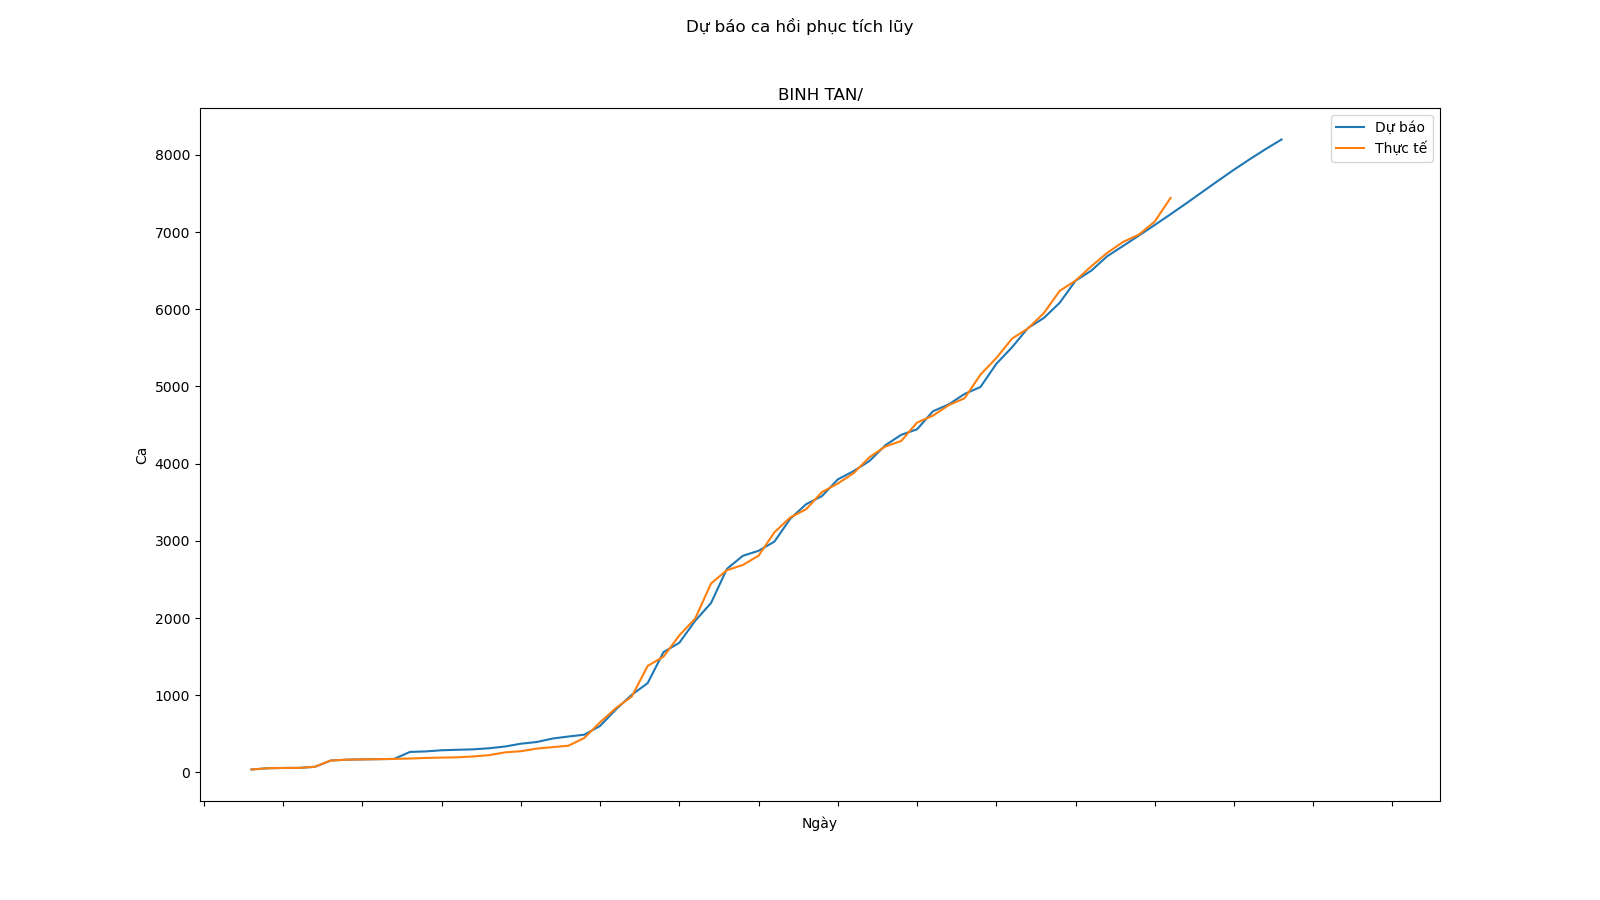 Dự báo ca hồi phục tích lũy
BINH TAN/
Dự báo
Thực tế
8000
7000
6000
5000
4000
3000
2000
1000
0
Ca
Ngày